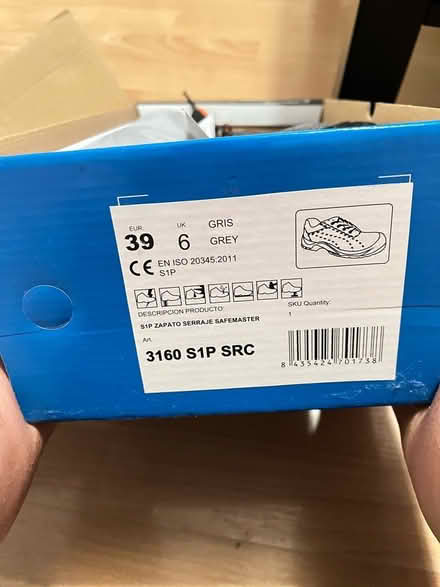 EUR. UK GRIS
39 6 GREY
CE EN ISO 20345:2011
S1P
DESCRIPCION PRODUCTO: SKU Quantity:
S1P ZAPATO SERRAJE SAFEMASTER 1
Art.
3160 S1P SRC
8 435424 701738